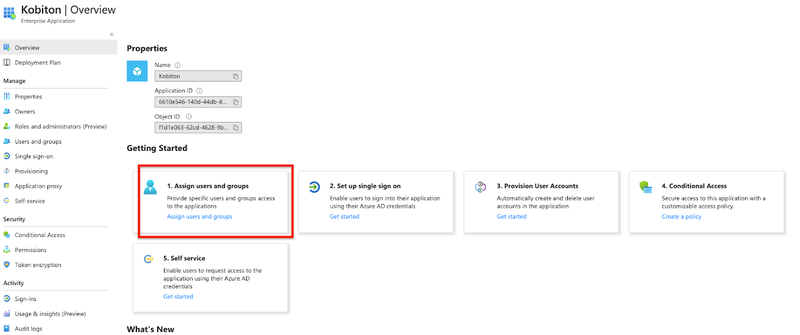 Kobiton | Overview
Enterprise Application
«
Overview
Deployment Plan
Manage
Properties
Owners
Roles and administrators (Preview)
Users and groups
Single sign-on
Provisioning
Application proxy
Self-service
Security
Conditional Access
Permissions
Token encryption
Activity
Sign-ins
Usage & insights (Preview)
Audit logs
Properties
Name
Kobiton
Application ID
6610e546-140d-44db-8...
Object ID
f1d1e063-62cd-4628-9b...
Getting Started
1. Assign users and groups
Provide specific users and groups access
to the applications
Assign users and groups
2. Set up single sign on
Enable users to sign into their application
using their Azure AD credentials
Get started
3. Provision User Accounts
Automatically create and delete user
accounts in the application
Get started
4. Conditional Access
Secure access to this application with a
customizable access policy.
Create a policy
5. Self service
Enable users to request access to the
application using their Azure AD
credentials
Get started
What's New